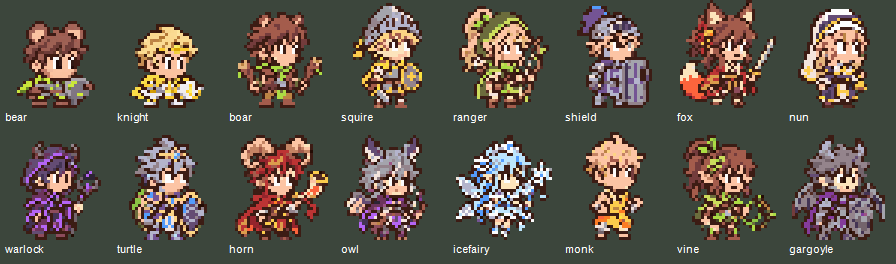 bear knight boar squire ranger shield fox nun
warlock turtle horn owl icefairy monk vine gargoyle